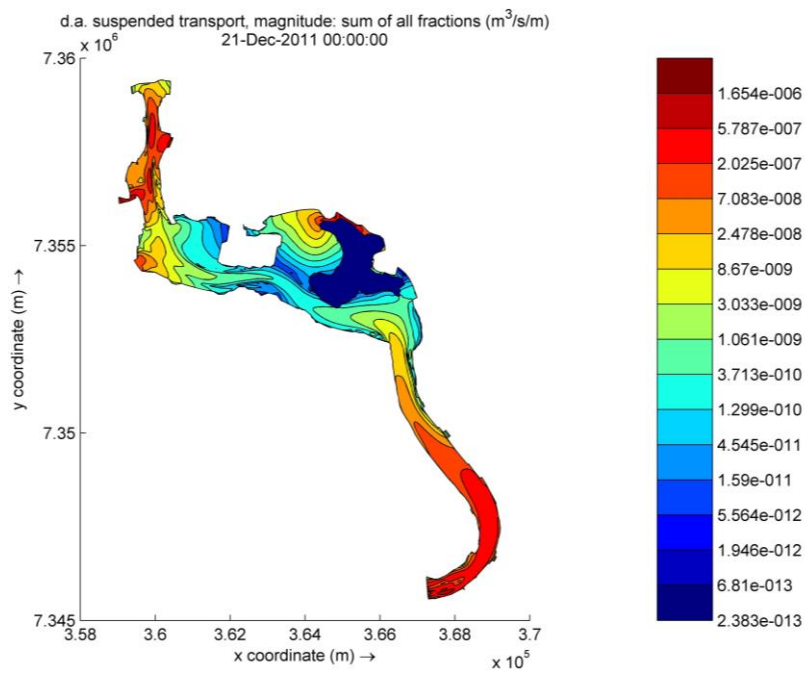 d.a. suspended transport, magnitude: sum of all fractions (m³/s/m)
21-Dec-2011 00:00:00
x 10⁶
7.36
7.355
7.35
7.345
y coordinate (m) →
3.58
3.6
3.62
3.64
3.66
3.68
3.7
x coordinate (m) →
x 10⁵
1.654e-006
5.787e-007
2.025e-007
7.083e-008
2.478e-008
8.67e-009
3.033e-009
1.061e-009
3.713e-010
1.299e-010
4.545e-011
1.59e-011
5.564e-012
1.946e-012
6.81e-013
2.383e-013